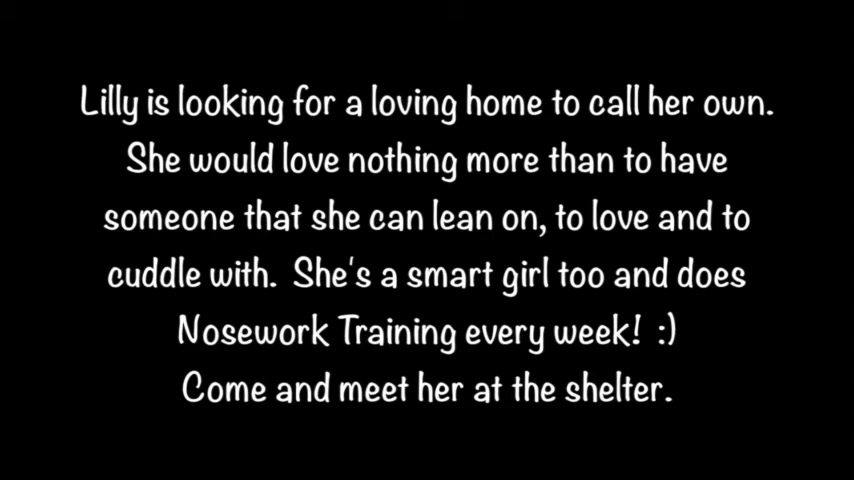 Lilly is looking for a loving home to call her own.
She would love nothing more than to have
someone that she can lean on, to love and to
cuddle with.  She's a smart girl too and does
Nosework Training every week!  :)
Come and meet her at the shelter.